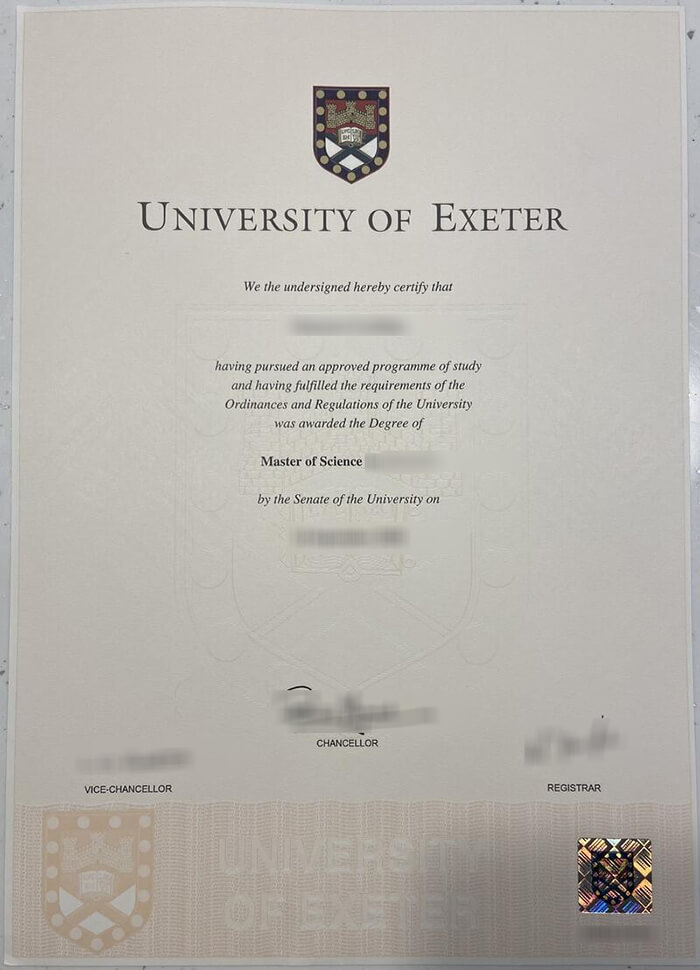 UNIVERSITY OF EXETER
We the undersigned hereby certify that
having pursued an approved programme of study
and having fulfilled the requirements of the
Ordinances and Regulations of the University
was awarded the Degree of
Master of Science
by the Senate of the University on
CHANCELLOR
VICE-CHANCELLOR
REGISTRAR
UNIVERSITY
OF EXETER